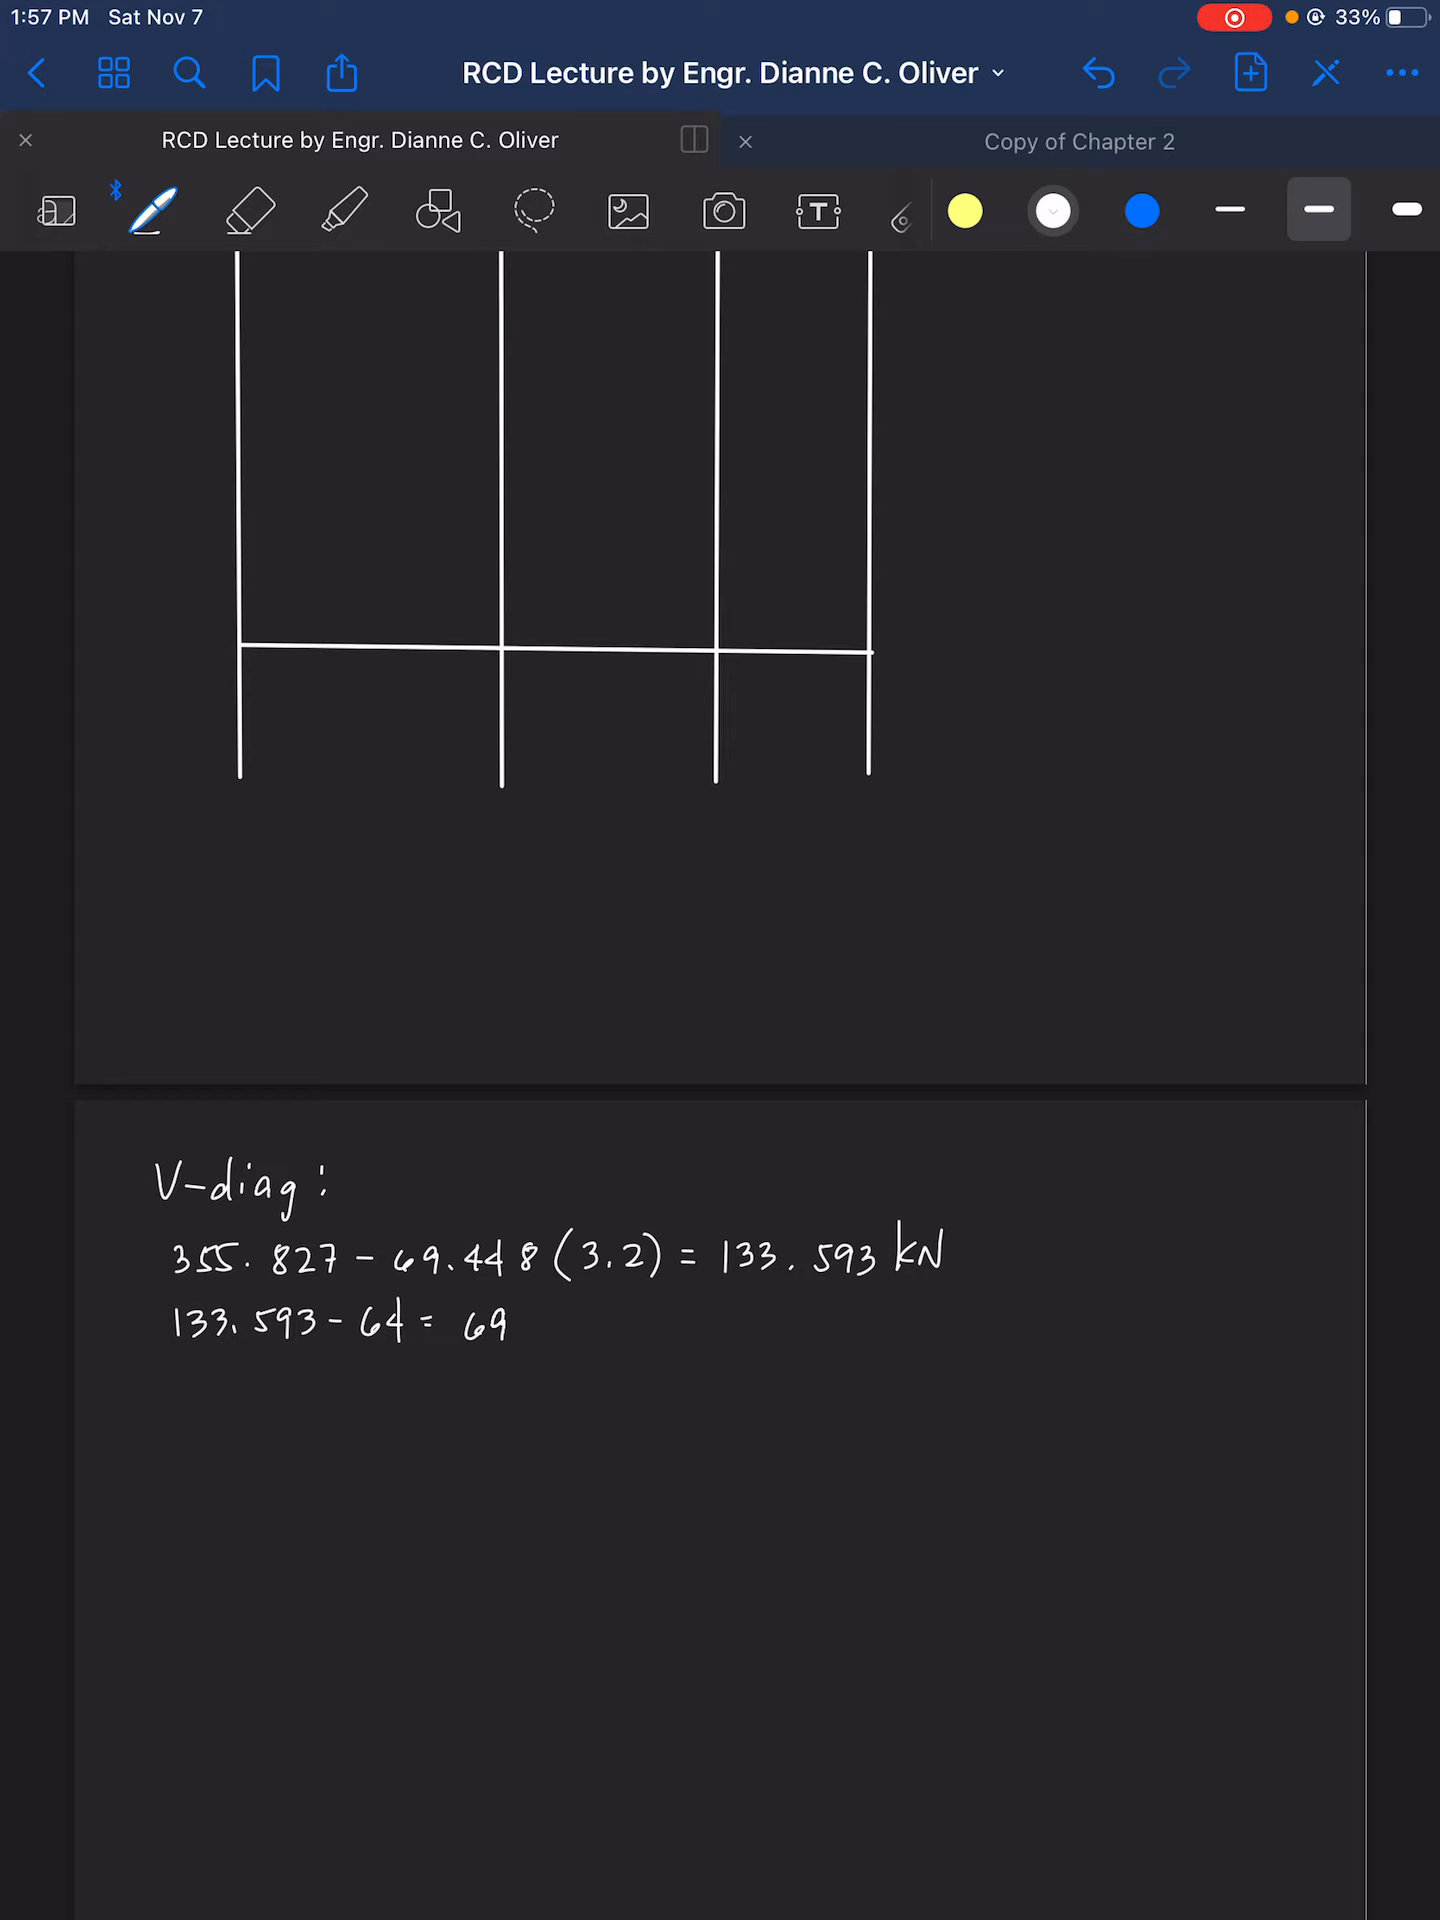 1:57 PM Sat Nov 7 33%
RCD Lecture by Engr. Dianne C. Oliver
RCD Lecture by Engr. Dianne C. Oliver Copy of Chapter 2
V-diag:
355.827 - 69.448 (3.2) = 133.593 kN
133.593 - 64 = 69